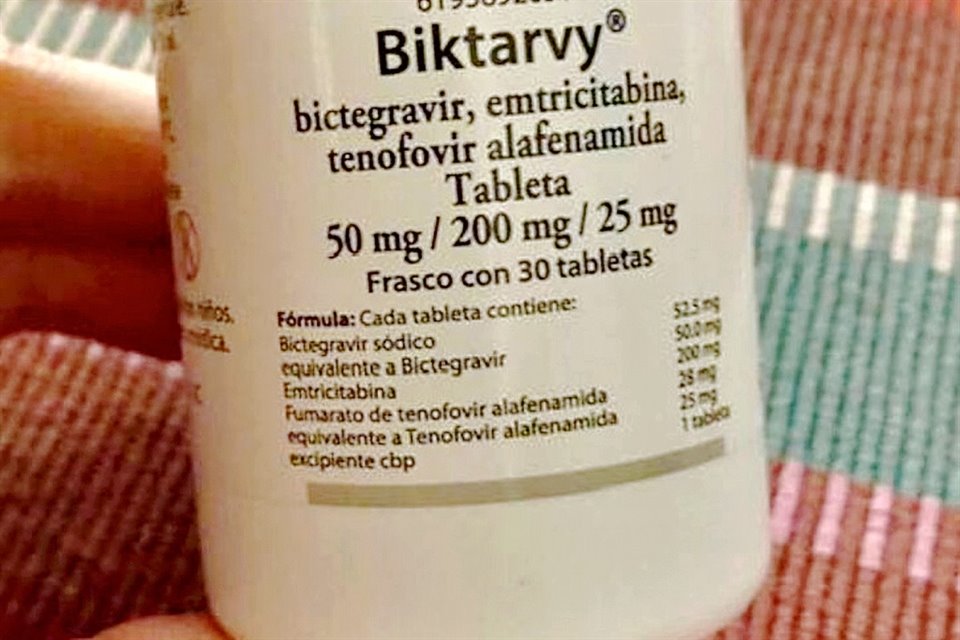 Biktarvy®
bictegravir, emtricitabina,
tenofovir alafenamida
Tableta
50 mg / 200 mg / 25 mg
Frasco con 30 tabletas
Fórmula: Cada tableta contiene:
Bictegravir sódico 52.5 mg
equivalente a Bictegravir 50.0 mg
Emtricitabina 200 mg
Fumarato de tenofovir alafenamida 28 mg
equivalente a Tenofovir alafenamida 25 mg
excipiente cbp 1 tableta
niños.